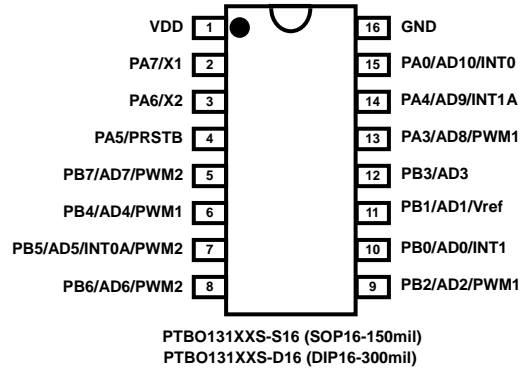 VDD 1 16 GND
PA7/X1 2 15 PA0/AD10/INT0
PA6/X2 3 14 PA4/AD9/INT1A
PA5/PRSTB 4 13 PA3/AD8/PWM1
PB7/AD7/PWM2 5 12 PB3/AD3
PB4/AD4/PWM1 6 11 PB1/AD1/Vref
PB5/AD5/INT0A/PWM2 7 10 PB0/AD0/INT1
PB6/AD6/PWM2 8 9 PB2/AD2/PWM1
PTBO131XXS-S16 (SOP16-150mil)
PTBO131XXS-D16 (DIP16-300mil)